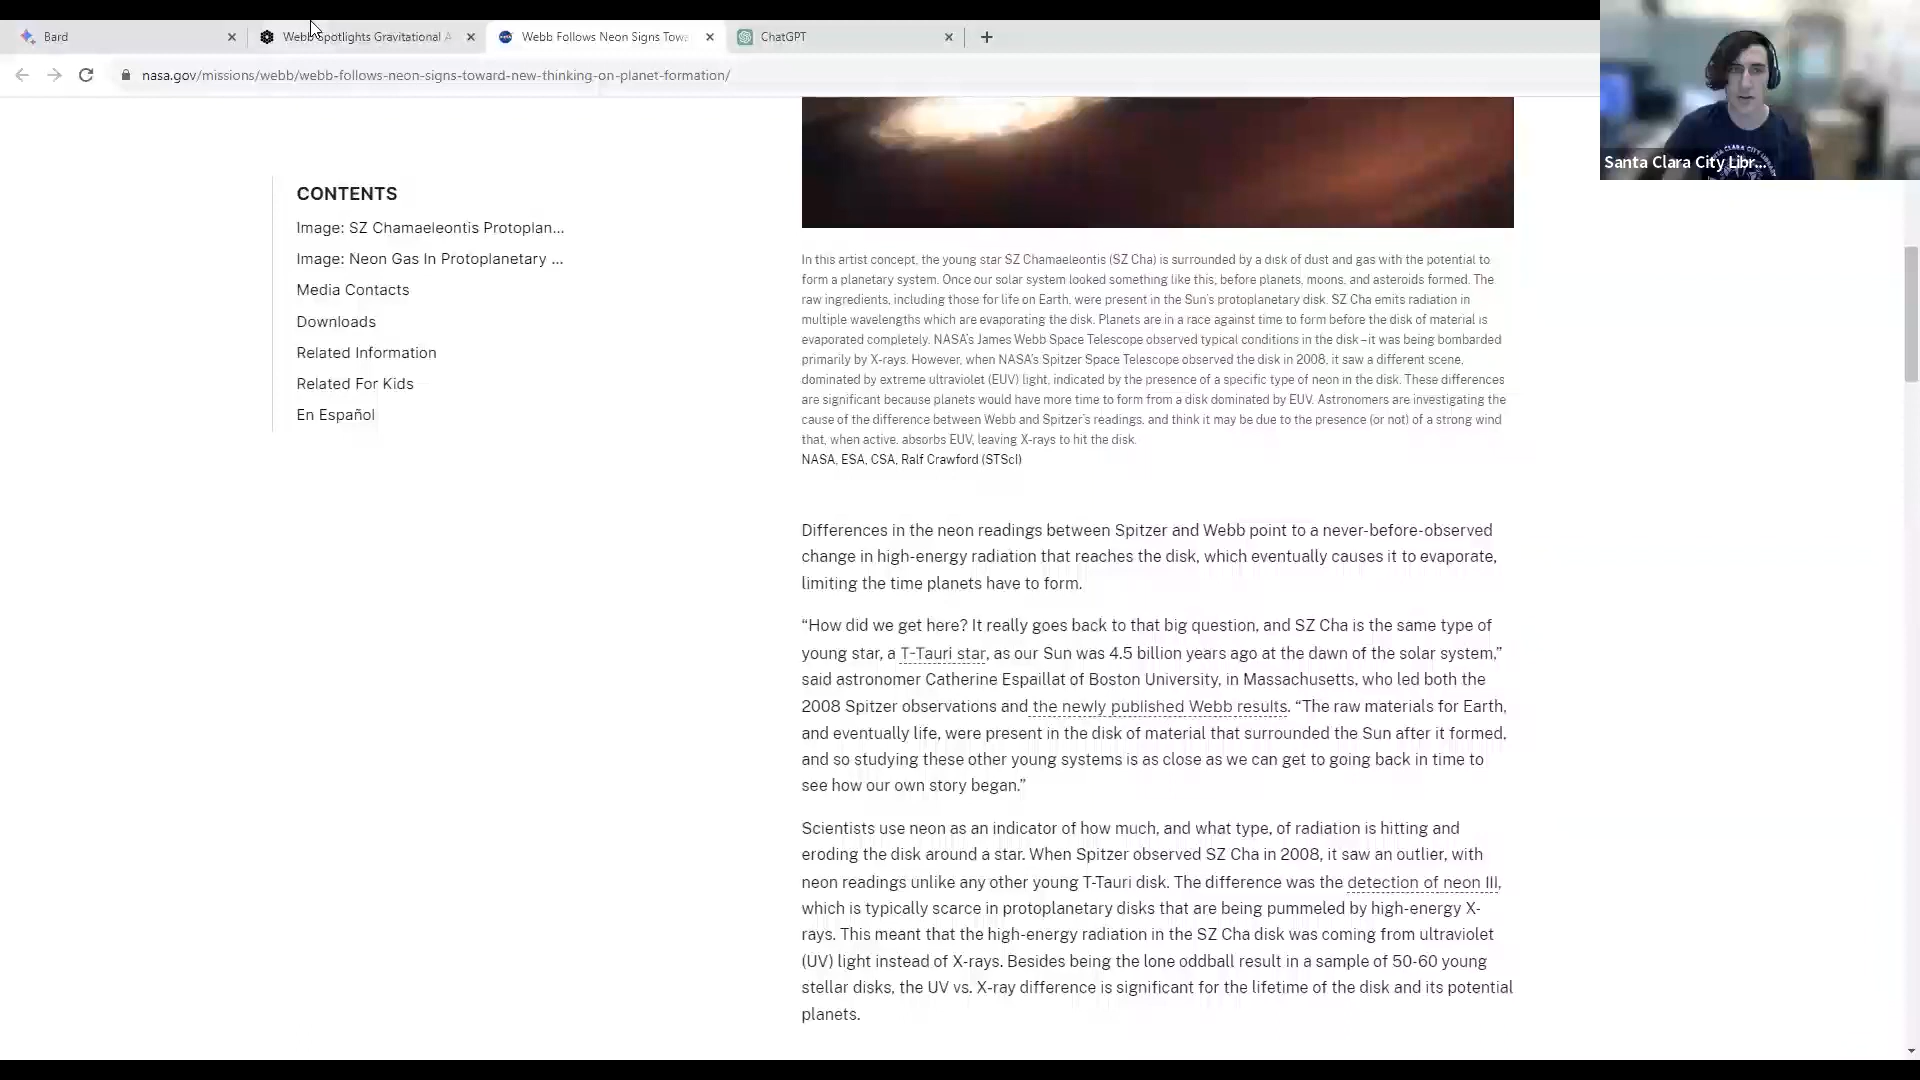 Bard
Webb Spotlights Gravitational A
Webb Follows Neon Signs Towa
ChatGPT
nasa.gov/missions/webb/webb-follows-neon-signs-toward-new-thinking-on-planet-formation/
Santa Clara City Libr...
CONTENTS
Image: SZ Chamaeleontis Protoplan...
Image: Neon Gas In Protoplanetary ...
Media Contacts
Downloads
Related Information
Related For Kids
En Español
In this artist concept, the young star SZ Chamaeleontis (SZ Cha) is surrounded by a disk of dust and gas with the potential to
form a planetary system. Once our solar system looked something like this, before planets, moons, and asteroids formed. The
raw ingredients, including those for life on Earth, were present in the Sun's protoplanetary disk. SZ Cha emits radiation in
multiple wavelengths which are evaporating the disk. Planets are in a race against time to form before the disk of material is
evaporated completely. NASA's James Webb Space Telescope observed typical conditions in the disk–it was being bombarded
primarily by X-rays. However, when NASA's Spitzer Space Telescope observed the disk in 2008, it saw a different scene,
dominated by extreme ultraviolet (EUV) light, indicated by the presence of a specific type of neon in the disk. These differences
are significant because planets would have more time to form from a disk dominated by EUV. Astronomers are investigating the
cause of the difference between Webb and Spitzer's readings, and think it may be due to the presence (or not) of a strong wind
that, when active, absorbs EUV, leaving X-rays to hit the disk.
NASA, ESA, CSA, Ralf Crawford (STScI)
Differences in the neon readings between Spitzer and Webb point to a never-before-observed
change in high-energy radiation that reaches the disk, which eventually causes it to evaporate,
limiting the time planets have to form.
“How did we get here? It really goes back to that big question, and SZ Cha is the same type of
young star, a T-Tauri star, as our Sun was 4.5 billion years ago at the dawn of the solar system,”
said astronomer Catherine Espaillat of Boston University, in Massachusetts, who led both the
2008 Spitzer observations and the newly published Webb results. “The raw materials for Earth,
and eventually life, were present in the disk of material that surrounded the Sun after it formed,
and so studying these other young systems is as close as we can get to going back in time to
see how our own story began.”
Scientists use neon as an indicator of how much, and what type, of radiation is hitting and
eroding the disk around a star. When Spitzer observed SZ Cha in 2008, it saw an outlier, with
neon readings unlike any other young T-Tauri disk. The difference was the detection of neon III,
which is typically scarce in protoplanetary disks that are being pummeled by high-energy X-
rays. This meant that the high-energy radiation in the SZ Cha disk was coming from ultraviolet
(UV) light instead of X-rays. Besides being the lone oddball result in a sample of 50-60 young
stellar disks, the UV vs. X-ray difference is significant for the lifetime of the disk and its potential
planets.